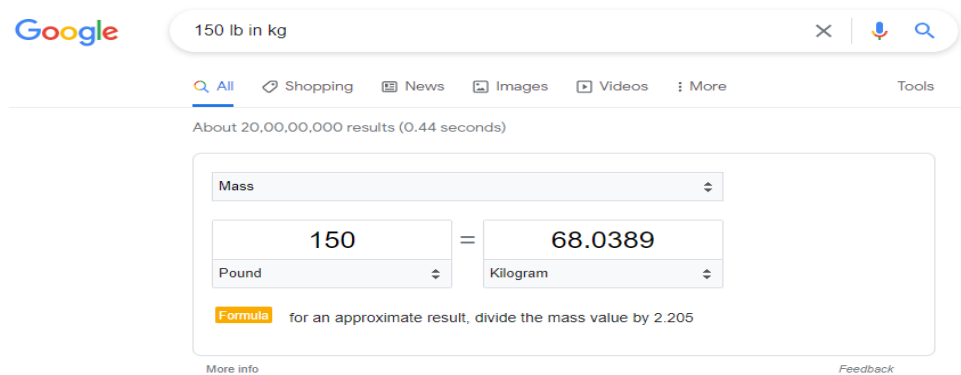 Google 150 lb in kg
All Shopping News Images Videos More Tools
About 20,00,00,000 results (0.44 seconds)
Mass
150 = 68.0389
Pound Kilogram
Formula for an approximate result, divide the mass value by 2.205
More info Feedback